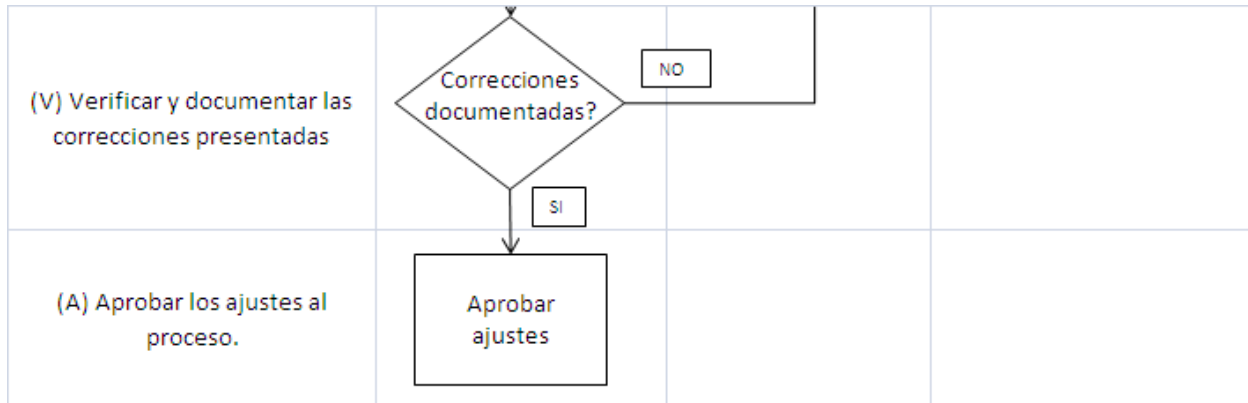 (V) Verificar y documentar las
correcciones presentadas
Correcciones
documentadas?
NO
SI
(A) Aprobar los ajustes al
proceso.
Aprobar
ajustes